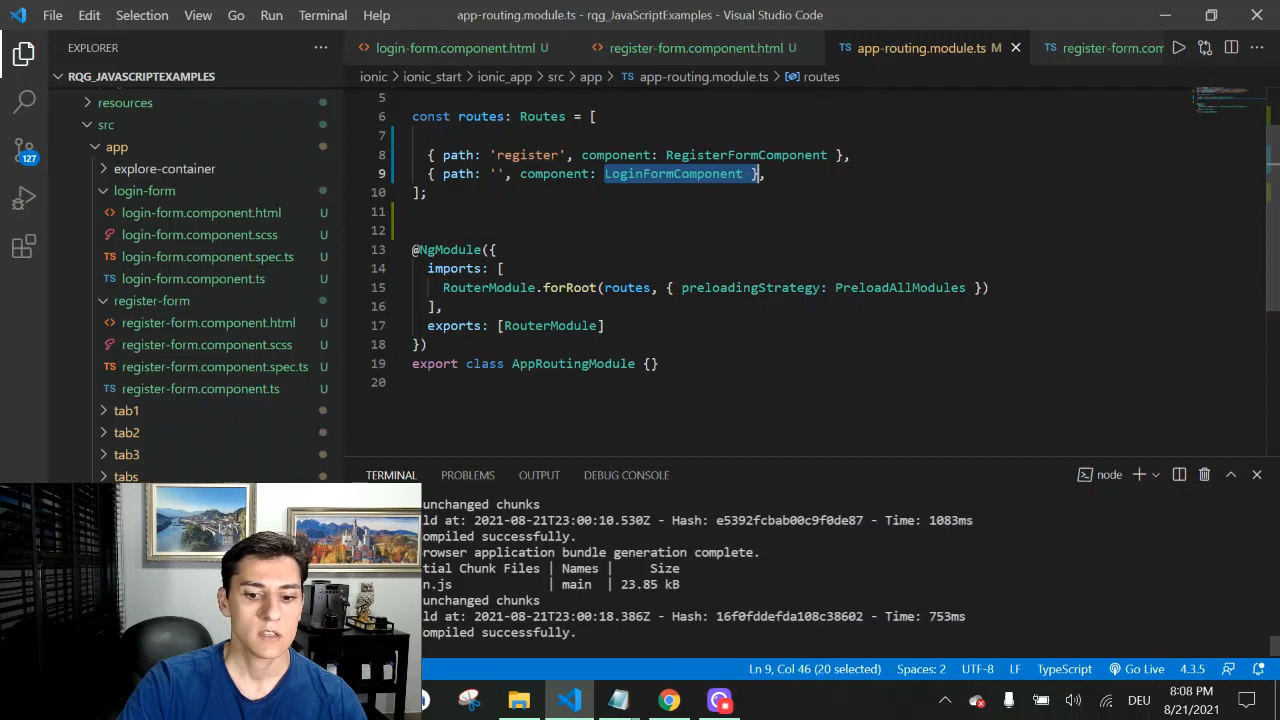 File Edit Selection View Go Run Terminal Help
app-routing.module.ts - rqg_JavaScriptExamples - Visual Studio Code
EXPLORER
RQG_JAVASCRIPTEXAMPLES
resources
src
app
explore-container
login-form
login-form.component.html U
login-form.component.scss U
login-form.component.spec.ts U
login-form.component.ts U
register-form
register-form.component.html U
register-form.component.scss U
register-form.component.spec.ts U
register-form.component.ts U
tab1
tab2
tab3
tabs
127
login-form.component.html U register-form.component.html U app-routing.module.ts M register-form.com
ionic > ionic_start > ionic_app > src > app > TS app-routing.module.ts > routes
5
6 const routes: Routes = [
7
8 { path: 'register', component: RegisterFormComponent },
9 { path: '', component: LoginFormComponent },
10 ];
11
12
13 @NgModule({
14 imports: [
15 RouterModule.forRoot(routes, { preloadingStrategy: PreloadAllModules })
16 ],
17 exports: [RouterModule]
18 })
19 export class AppRoutingModule {}
20
TERMINAL PROBLEMS OUTPUT DEBUG CONSOLE node
unchanged chunks
ld at: 2021-08-21T23:00:10.530Z - Hash: e5392fcbab00c9f0de87 - Time: 1083ms
ompiled successfully.
rowser application bundle generation complete.
tial Chunk Files | Names | Size
n.js | main | 23.85 kB
unchanged chunks
ld at: 2021-08-21T23:00:18.386Z - Hash: 16f0fddefda108c38602 - Time: 753ms
ompiled successfully.
Ln 9, Col 46 (20 selected) Spaces: 2 UTF-8 LF TypeScript Go Live 4.3.5
DEU
8:08 PM
8/21/2021